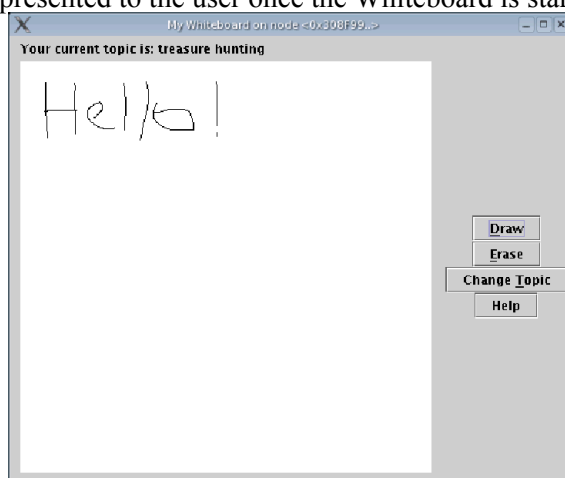 presented to the user once the Whiteboard is
My Whiteboard on node <0x308F99..>
Your current topic is: treasure hunting
Hello!
Draw
Erase
Change Topic
Help